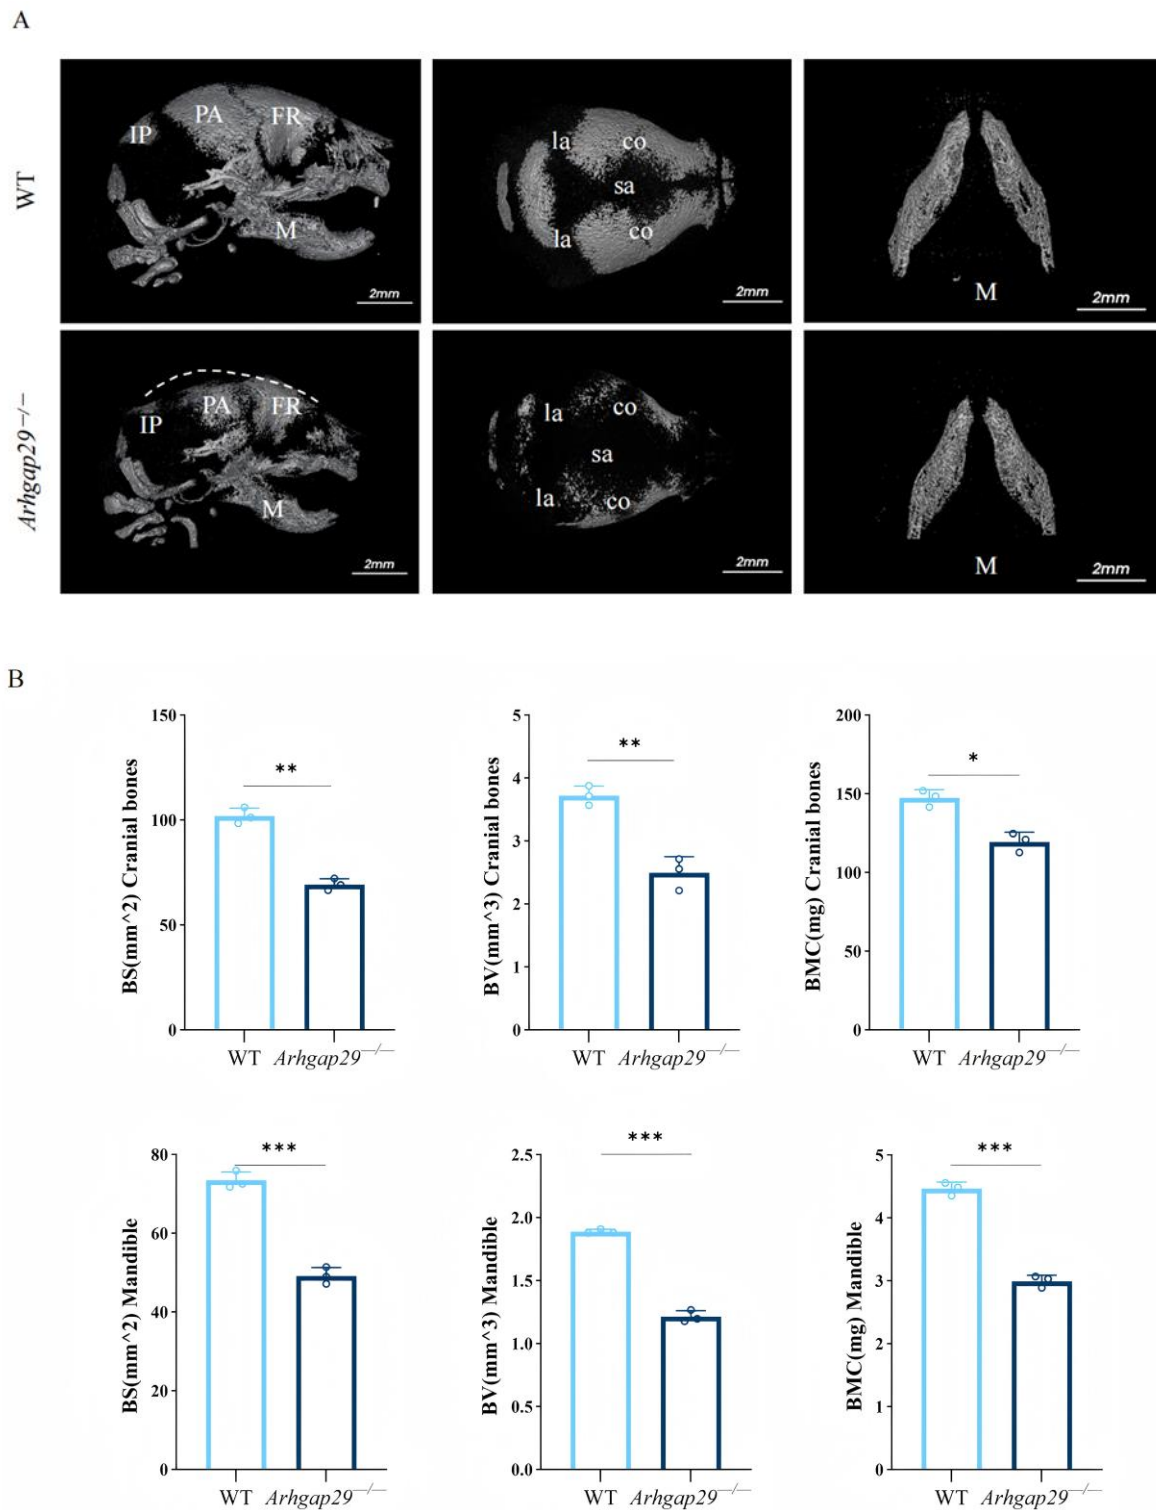 A
WT
IP PA FR
M
2mm
la co
sa
la co
2mm
M
2mm
Arhgap29−/−
IP PA FR
M
2mm
la co
sa
la co
2mm
M
2mm
B
BS(mm^2) Cranial bones
150
100
50
0
**
WT Arhgap29−/−
BV(mm^3) Cranial bones
5
4
3
2
1
0
**
WT Arhgap29−/−
BMC(mg) Cranial bones
200
150
100
50
0
*
WT Arhgap29−/−
BS(mm^2) Mandible
80
60
40
20
0
***
WT Arhgap29−/−
BV(mm^3) Mandible
2.5
2.0
1.5
1.0
0.5
0.0
***
WT Arhgap29−/−
BMC(mg) Mandible
5
4
3
2
1
0
***
WT Arhgap29−/−